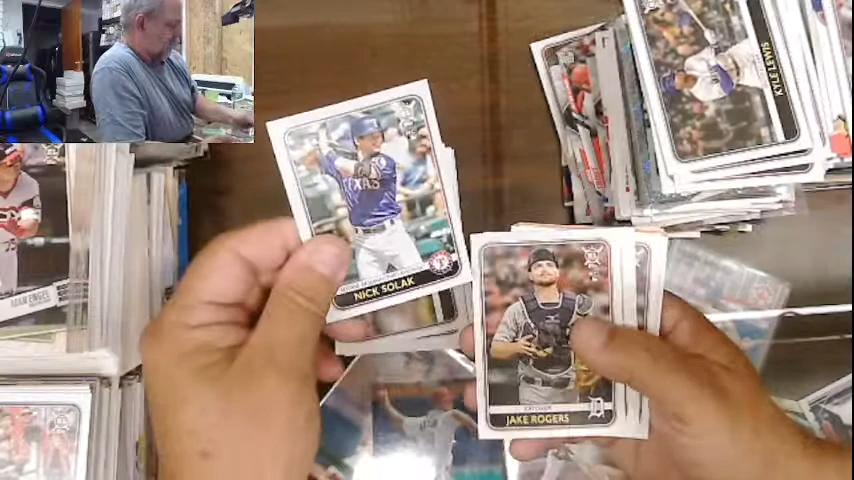 KYLE LEWIS
TEXAS
NICK SOLAK
ADAM ENGEL
CATCHER
JAKE ROGERS